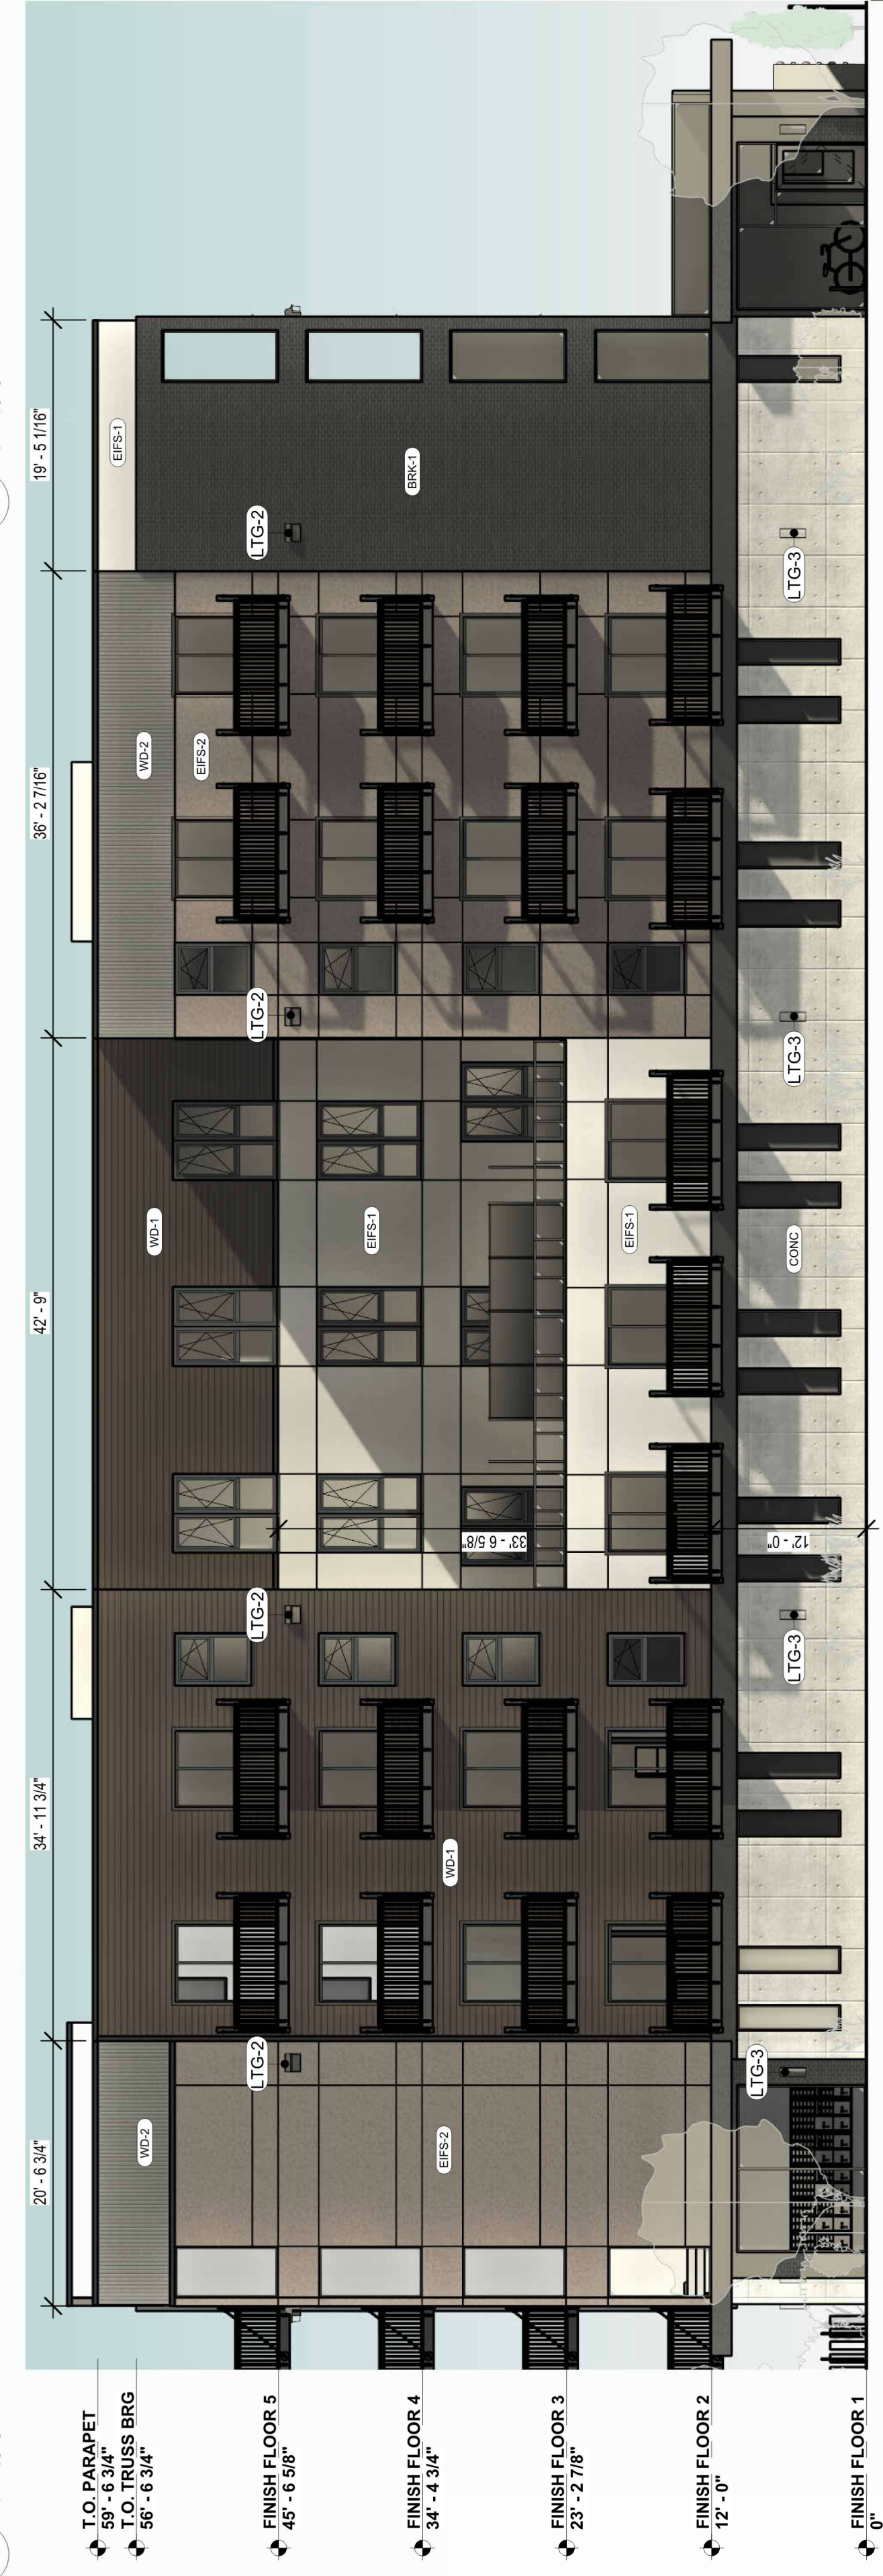 20' - 6 3/4"
34' - 11 3/4"
42' - 9"
36' - 2 7/16"
19' - 5 1/16"
T.O. PARAPET
59' - 6 3/4"
T.O. TRUSS BRG
56' - 6 3/4"
EIFS-1
WD-2
WD-1
WD-2
EIFS-2
LTG-2
LTG-2
LTG-2
LTG-2
FINISH FLOOR 5
45' - 6 5/8"
EIFS-1
BRK-1
FINISH FLOOR 4
34' - 4 3/4"
EIFS-2
WD-1
33' - 6 5/8"
FINISH FLOOR 3
23' - 2 7/8"
EIFS-1
FINISH FLOOR 2
12' - 0"
LTG-3
LTG-3
12' - 0"
CONC
LTG-3
LTG-3
FINISH FLOOR 1
0"